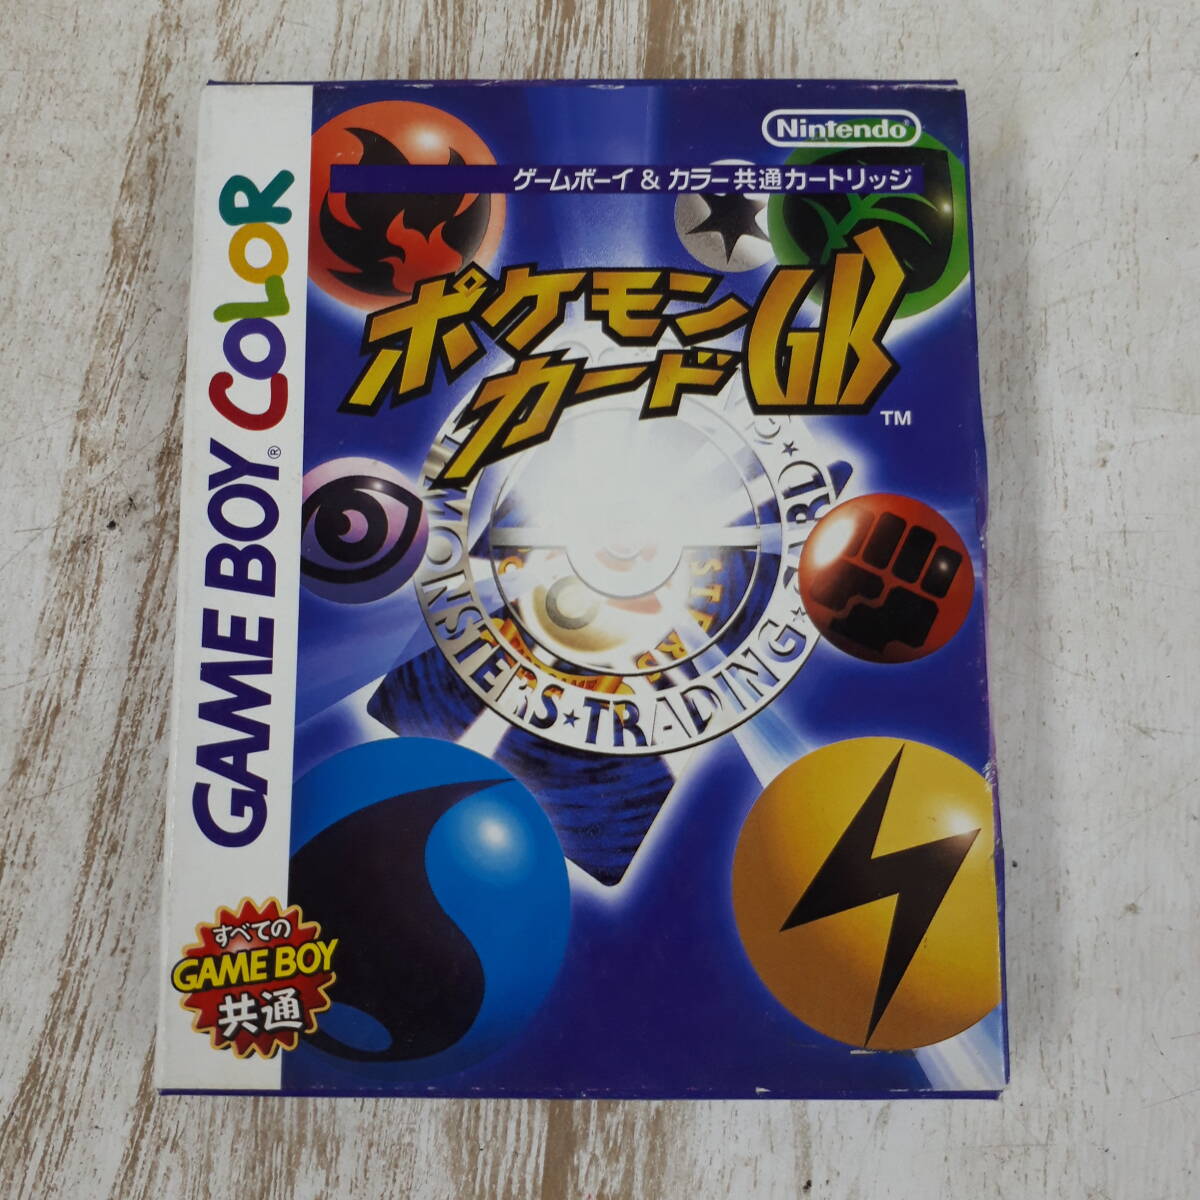 Nintendo
ゲームボーイ & カラー共通カートリッジ
ポケモン
カードGB
TM
GAME BOY® COLOR
MONSTERS★TRADING★CARD
すべての
GAME BOY
共通